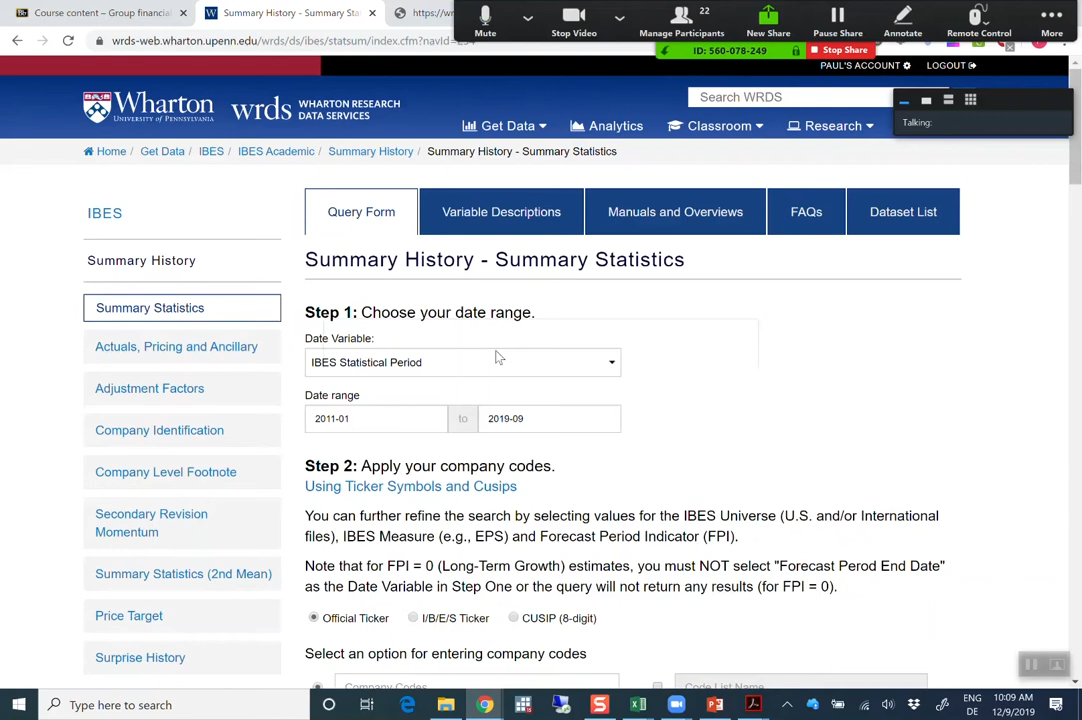 Course content – Group financial
Summary History - Summary Sta
https://wr
wrds-web.wharton.upenn.edu/wrds/ds/ibes/statsum/index.cfm?navId=
Mute
Stop Video
22
Manage Participants
New Share
Pause Share
Annotate
Remote Control
More
ID: 560-078-249
Stop Share
PAUL'S ACCOUNT
LOGOUT
Wharton
UNIVERSITY OF PENNSYLVANIA
wrds
WHARTON RESEARCH
DATA SERVICES
Search WRDS
Talking:
Get Data
Analytics
Classroom
Research
Home / Get Data / IBES / IBES Academic / Summary History / Summary History - Summary Statistics
IBES
Summary History
Summary Statistics
Actuals, Pricing and Ancillary
Adjustment Factors
Company Identification
Company Level Footnote
Secondary Revision
Momentum
Summary Statistics (2nd Mean)
Price Target
Surprise History
Query Form
Variable Descriptions
Manuals and Overviews
FAQs
Dataset List
Summary History - Summary Statistics
Step 1: Choose your date range.
Date Variable:
IBES Statistical Period
Date range
2011-01
to
2019-09
Step 2: Apply your company codes.
Using Ticker Symbols and Cusips
You can further refine the search by selecting values for the IBES Universe (U.S. and/or International
files), IBES Measure (e.g., EPS) and Forecast Period Indicator (FPI).
Note that for FPI = 0 (Long-Term Growth) estimates, you must NOT select "Forecast Perod End Date"
as the Date Variable in Step One or the query will not return any results (for FPI = 0).
Official Ticker
I/B/E/S Ticker
CUSIP (8-digit)
Select an option for entering company codes
Company Codes
Code List Name
Type here to search
ENG
DE
10:09 AM
12/9/2019